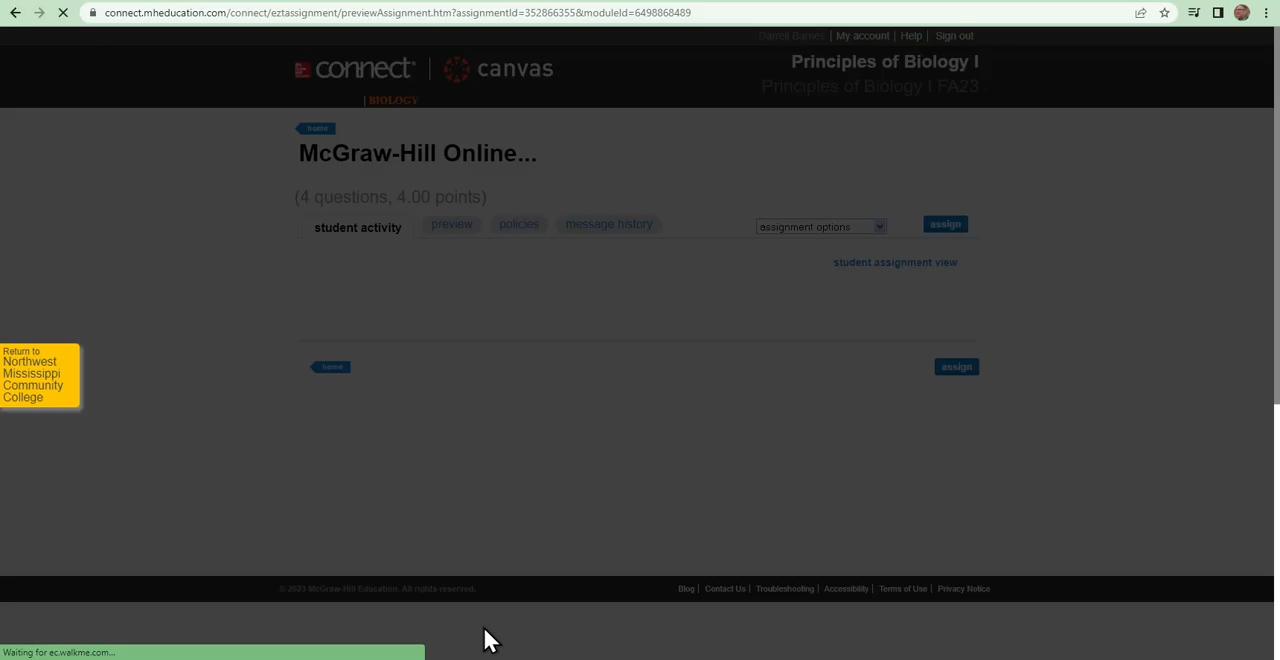 connect.mheducation.com/connect/eztassignment/previewAssignment.htm?assignmentId=352866355&moduleId=6498868489
Darrell Barnes | My account | Help | Sign out
connect | canvas
| BIOLOGY
Principles of Biology I
Principles of Biology I FA23
home
McGraw-Hill Online...
(4 questions, 4.00 points)
student activity preview policies message history assignment options assign
student assignment view
Return to
Northwest
Mississippi
Community
College
home assign
© 2023 McGraw-Hill Education. All rights reserved. Blog | Contact Us | Troubleshooting | Accessibility | Terms of Use | Privacy Notice
Waiting for ec.walkme.com...